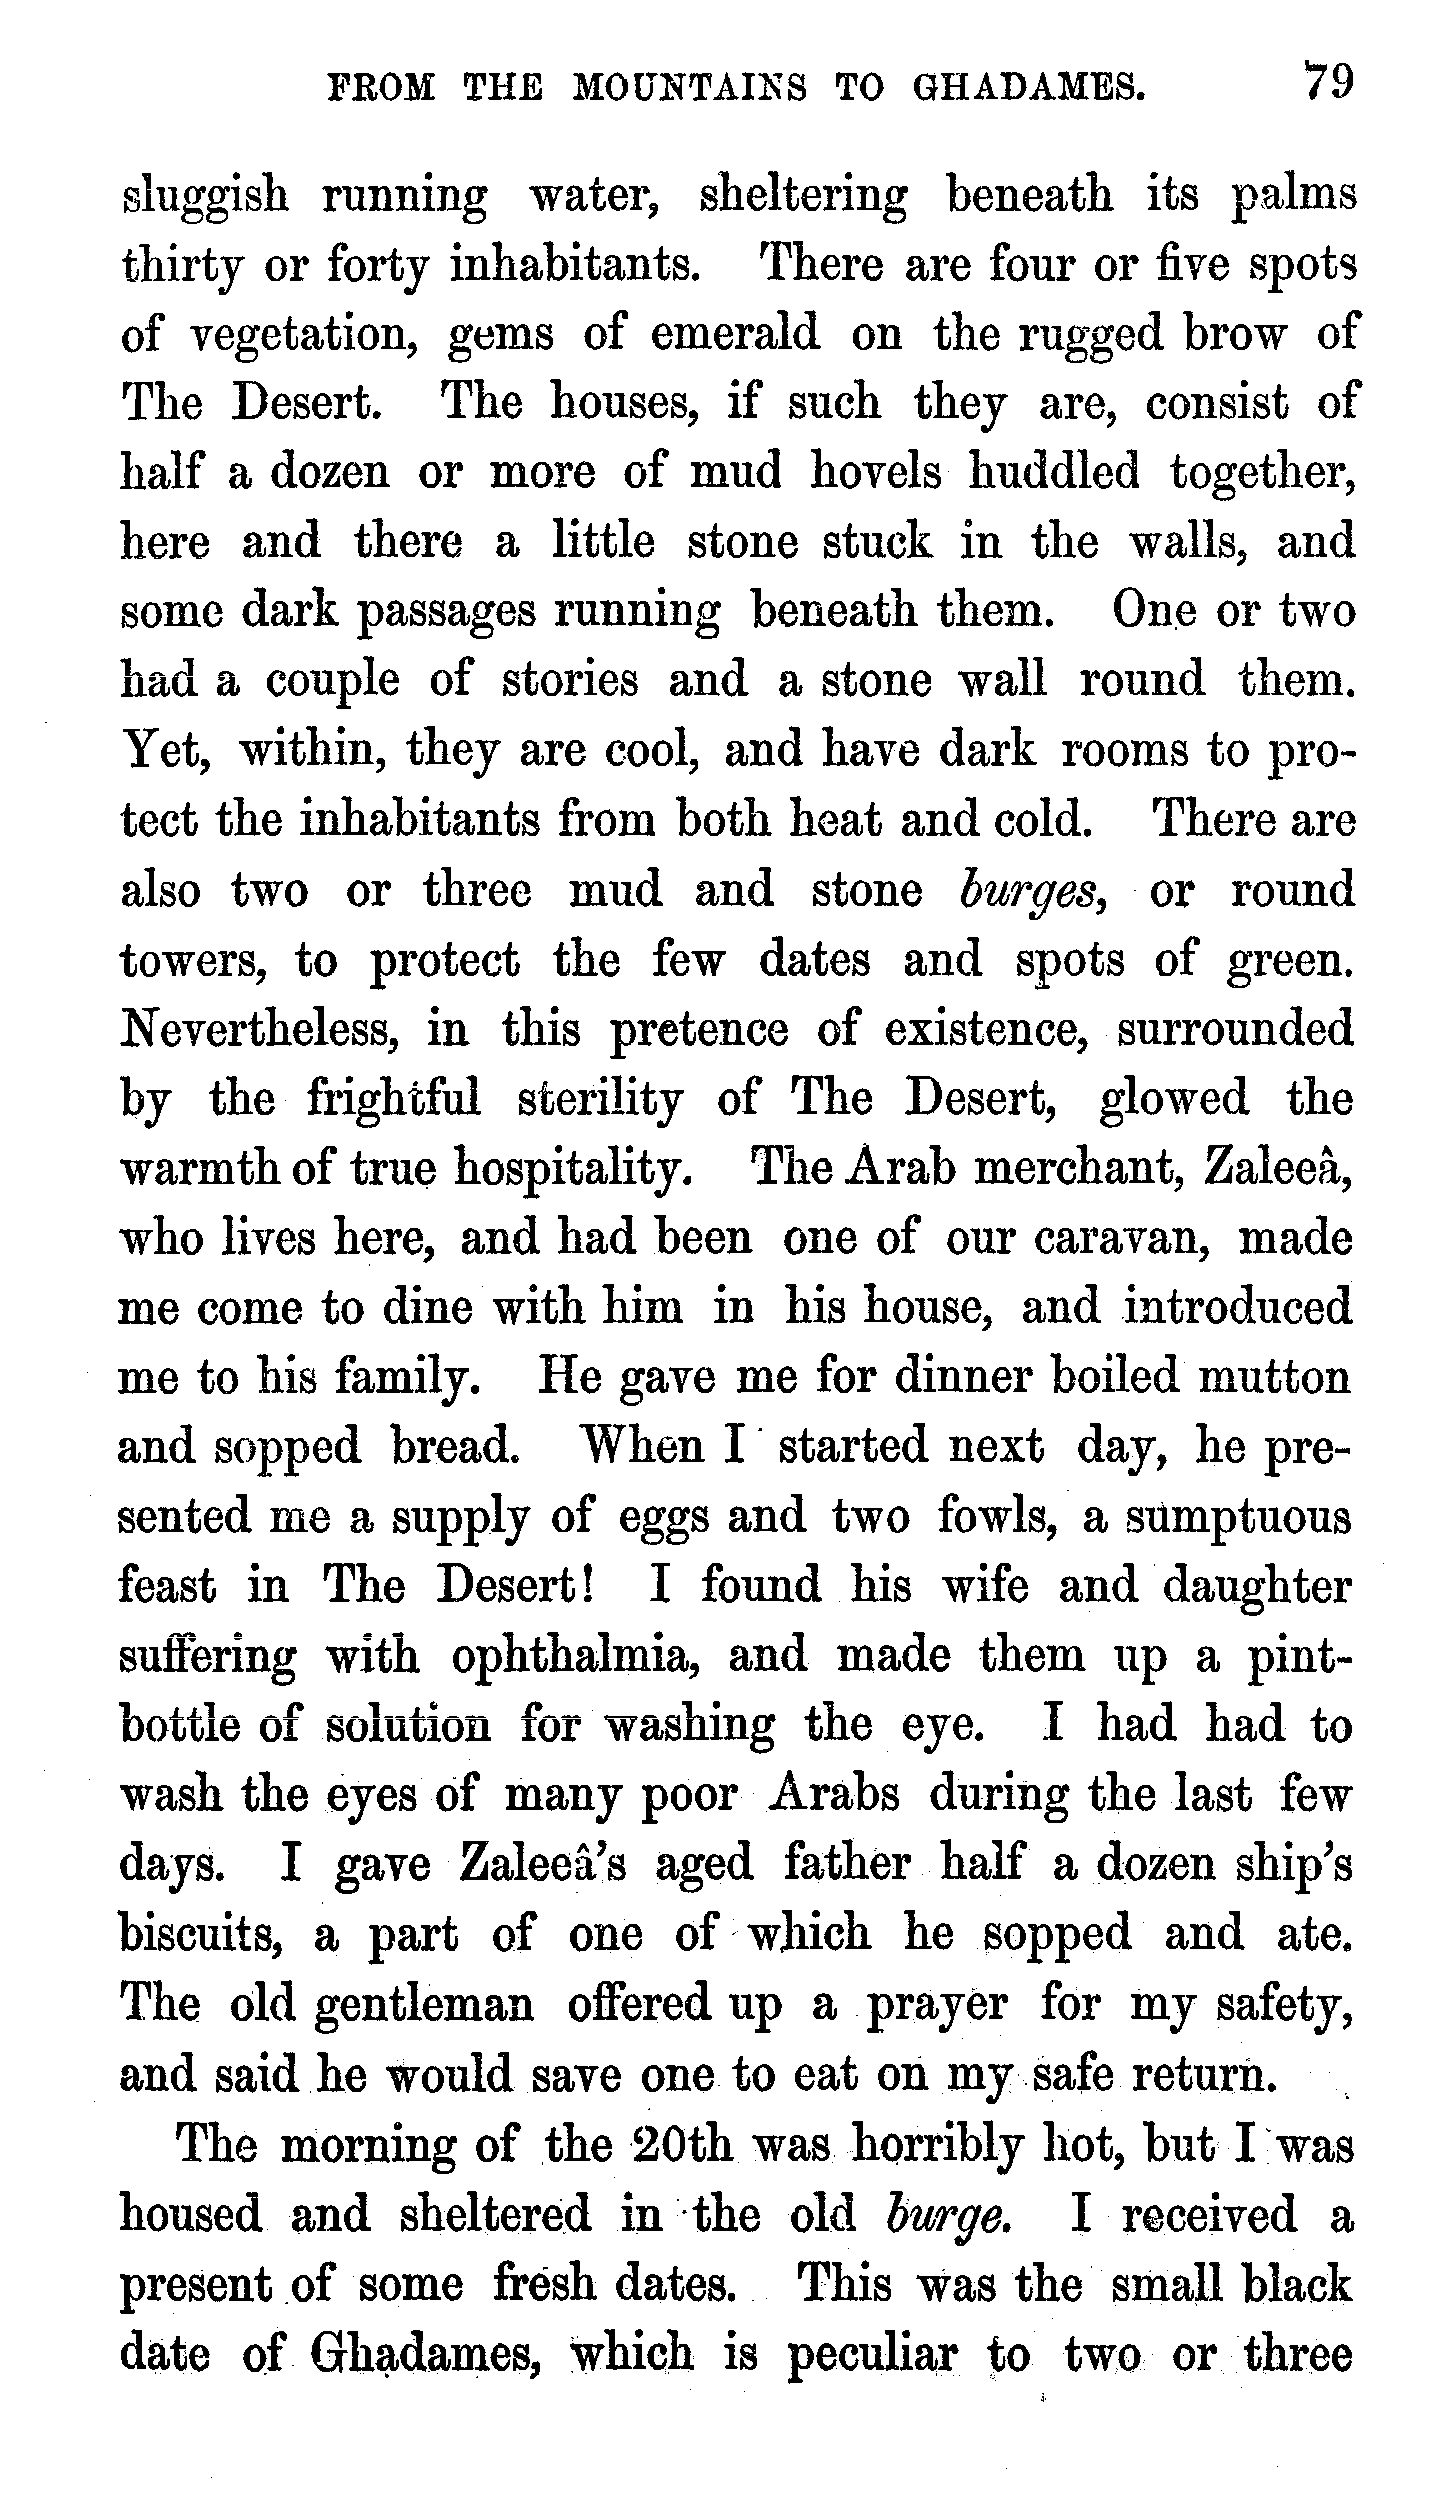 FROM THE MOUNTAINS TO GHADAMES. 79
sluggish running water, sheltering beneath its palms
thirty or forty inhabitants. There are four or five spots
of vegetation, gems of emerald on the rugged brow of
The Desert. The houses, if such they are, consist of
half a dozen or more of mud hovels huddled together,
here and there a little stone stuck in the walls, and
some dark passages running beneath them. One or two
had a couple of stories and a stone wall round them.
Yet, within, they are cool, and have dark rooms to pro-
tect the inhabitants from both heat and cold. There are
also two or three mud and stone burges, or round
towers, to protect the few dates and spots of green.
Nevertheless, in this pretence of existence, surrounded
by the frightful sterility of The Desert, glowed the
warmth of true hospitality. The Arab merchant, Zaleeâ,
who lives here, and had been one of our caravan, made
me come to dine with him in his house, and introduced
me to his family. He gave me for dinner boiled mutton
and sopped bread. When I started next day, he pre-
sented me a supply of eggs and two fowls, a sumptuous
feast in The Desert! I found his wife and daughter
suffering with ophthalmia, and made them up a pint-
bottle of solution for washing the eye. I had had to
wash the eyes of many poor Arabs during the last few
days. I gave Zaleeâ's aged father half a dozen ship's
biscuits, a part of one of which he sopped and ate.
The old gentleman offered up a prayer for my safety,
and said he would save one to eat on my safe return.
The morning of the 20th was horribly hot, but I was
housed and sheltered in the old burge. I received a
present of some fresh dates. This was the small black
date of Ghadames, which is peculiar to two or three